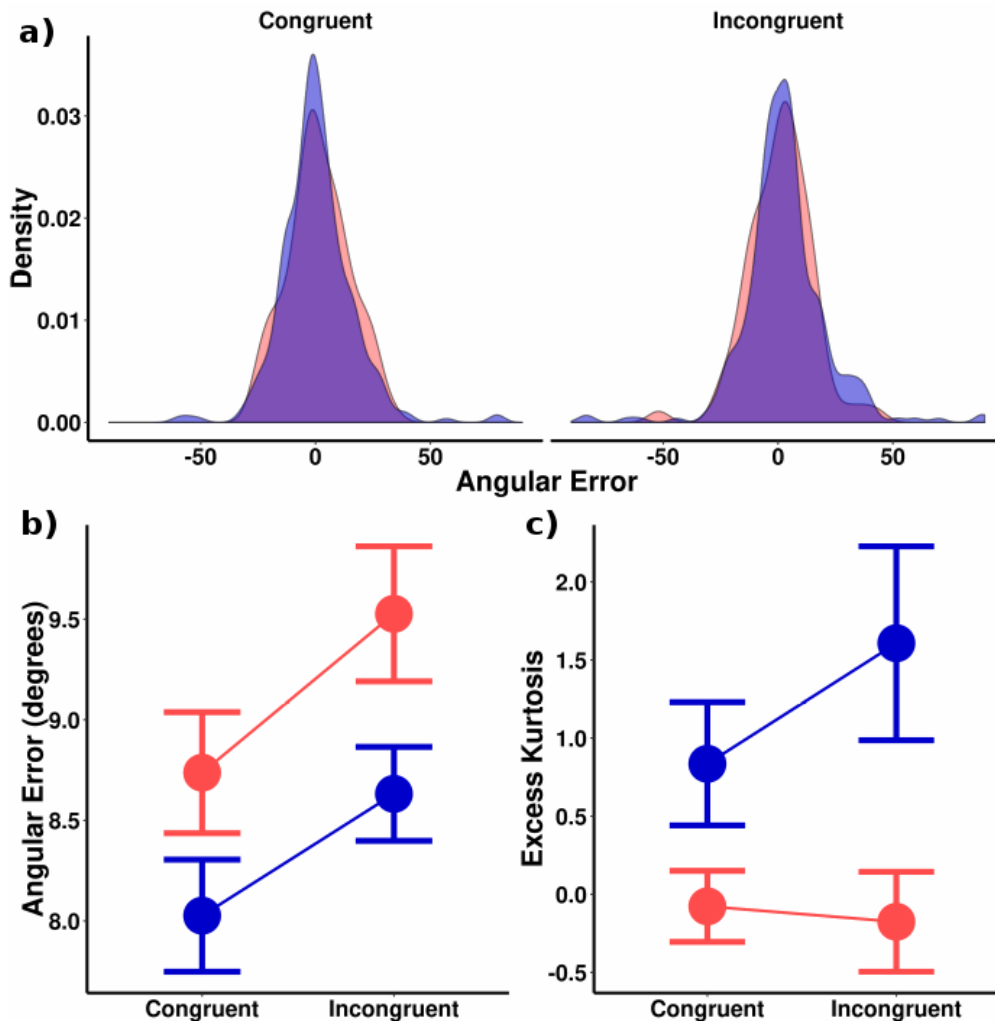 a)
Congruent
Incongruent
Density
0.03
0.02
0.01
0.00
-50
0
50
-50
0
50
Angular Error
b)
Angular Error (degrees)
9.5
9.0
8.5
8.0
Congruent
Incongruent
c)
Excess Kurtosis
2.0
1.5
1.0
0.5
0.0
-0.5
Congruent
Incongruent